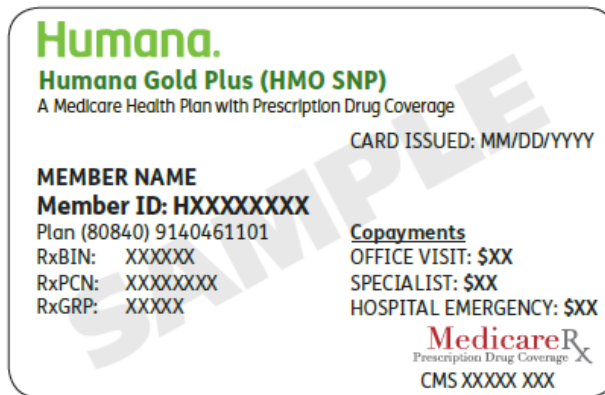 Humana.
Humana Gold Plus (HMO SNP)
A Medicare Health Plan with Prescription Drug Coverage
CARD ISSUED: MM/DD/YYYY
MEMBER NAME
Member ID: HXXXXXXXX
Plan (80840) 9140461101
RxBIN: XXXXXX
RxPCN: XXXXXXXX
RxGRP: XXXXX
Copayments
OFFICE VISIT: $XX
SPECIALIST: $XX
HOSPITAL EMERGENCY: $XX
MedicareRx
Prescription Drug Coverage
CMS XXXXX XXX
SAMPLE